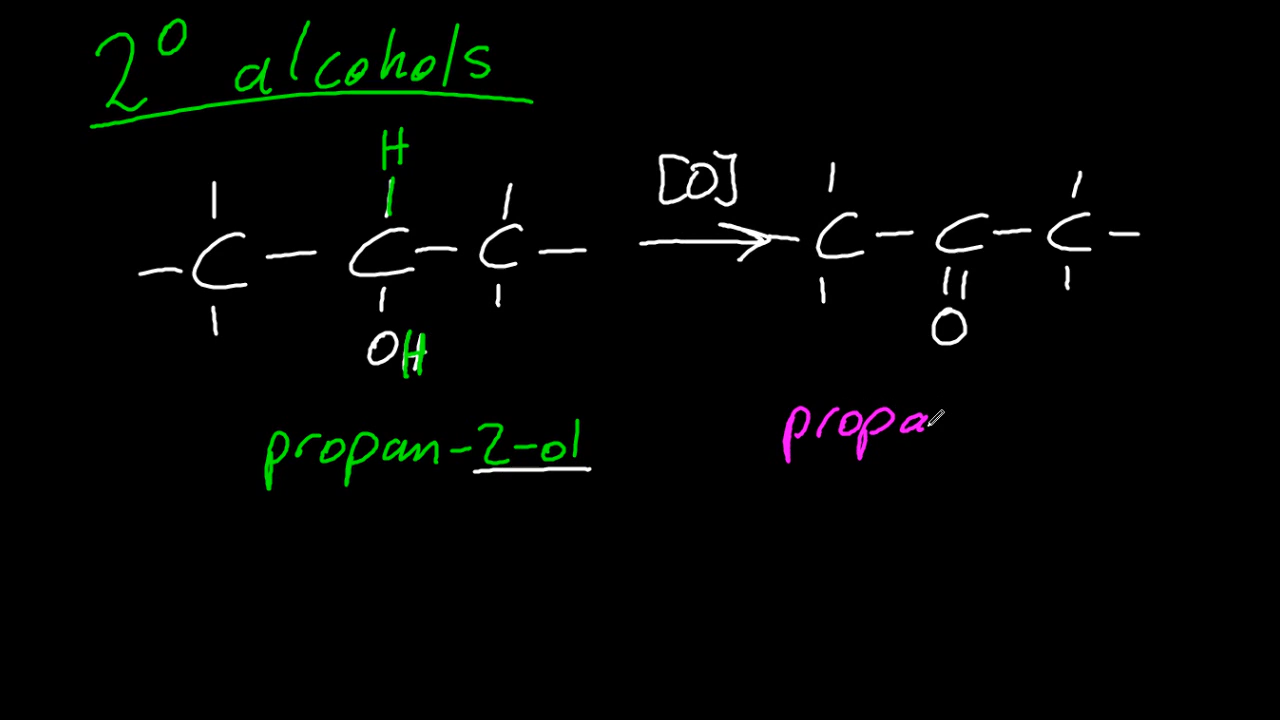 2° alcohols
H
[O]
C C C C C C
OH O
propan-2-ol propa